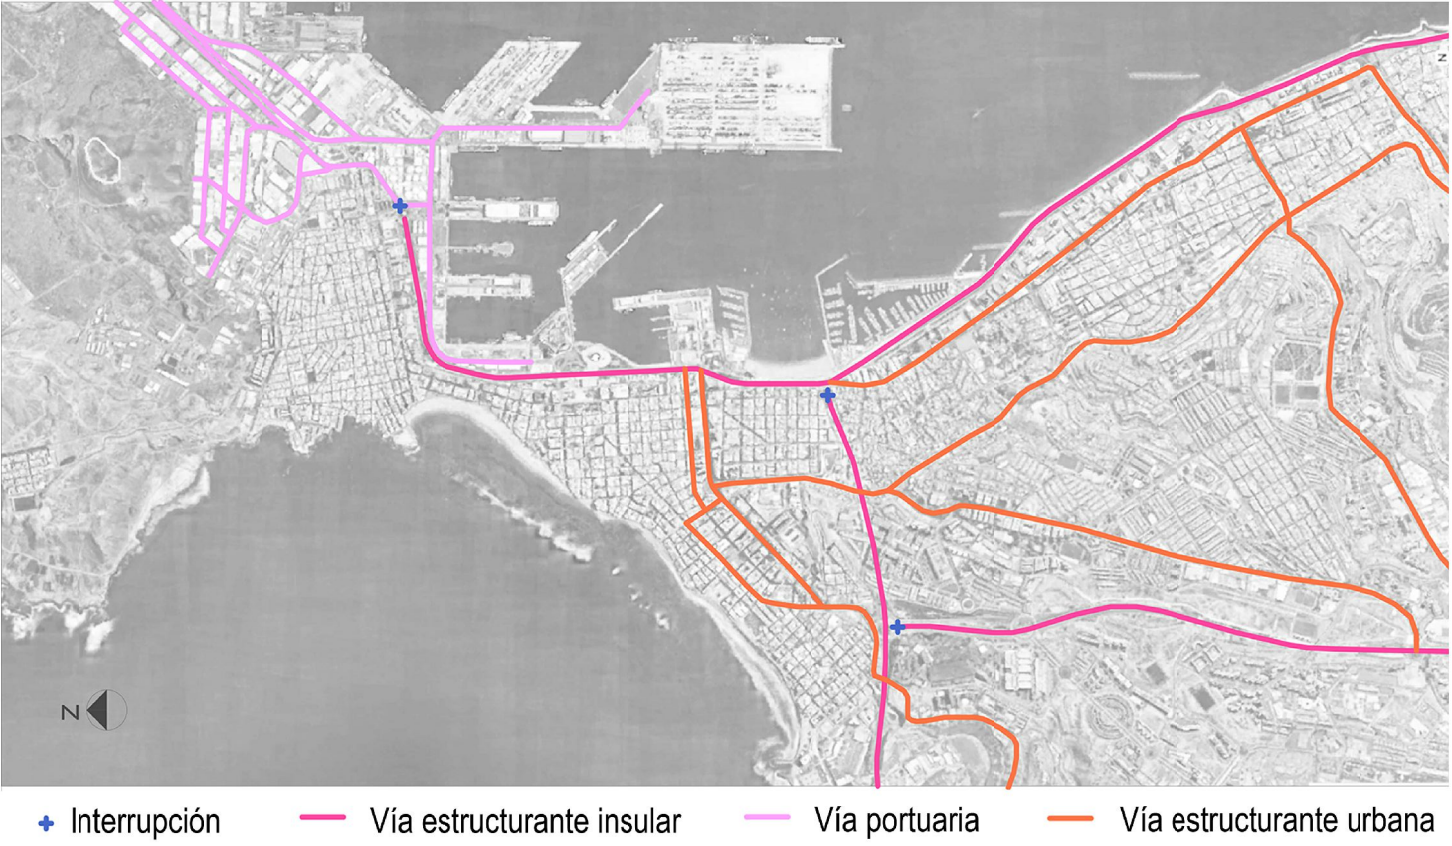 N
N
Interrupción
Vía estructurante insular
Vía portuaria
Vía estructurante urbana